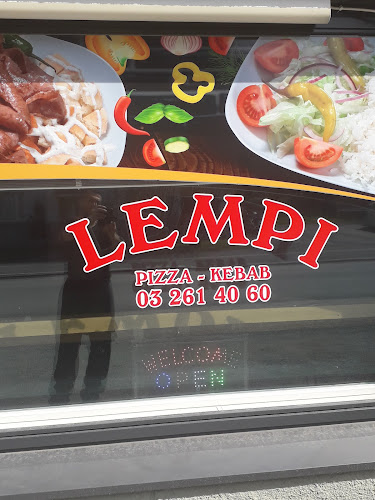 LEMPI
PIZZA - KEBAB
03 261 40 60
WELCOME
OPEN